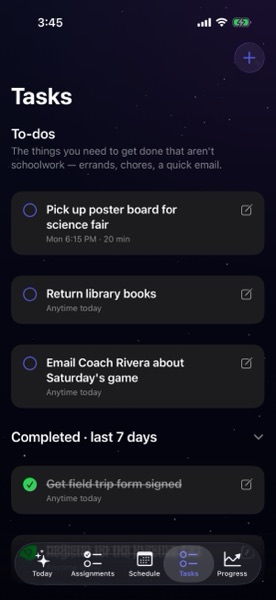 3:45
Tasks
To-dos
The things you need to get done that aren't
schoolwork — errands, chores, a quick email.
Pick up poster board for
science fair
Mon 6:15 PM · 20 min
Return library books
Anytime today
Email Coach Rivera about
Saturday's game
Anytime today
Completed · last 7 days
Get field trip form signed
Anytime today
Today
Assignments
Schedule
Tasks
Progress